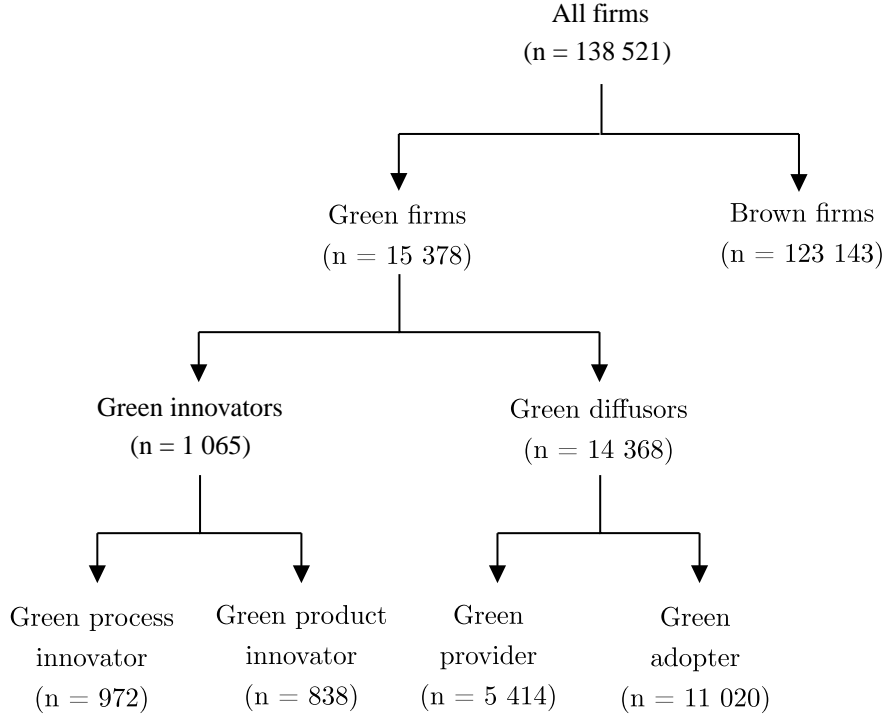 All firms
(n = 138 521)
Green firms
(n = 15 378)
Brown firms
(n = 123 143)
Green innovators
(n = 1 065)
Green diffusors
(n = 14 368)
Green process
innovator
(n = 972)
Green product
innovator
(n = 838)
Green
provider
(n = 5 414)
Green
adopter
(n = 11 020)